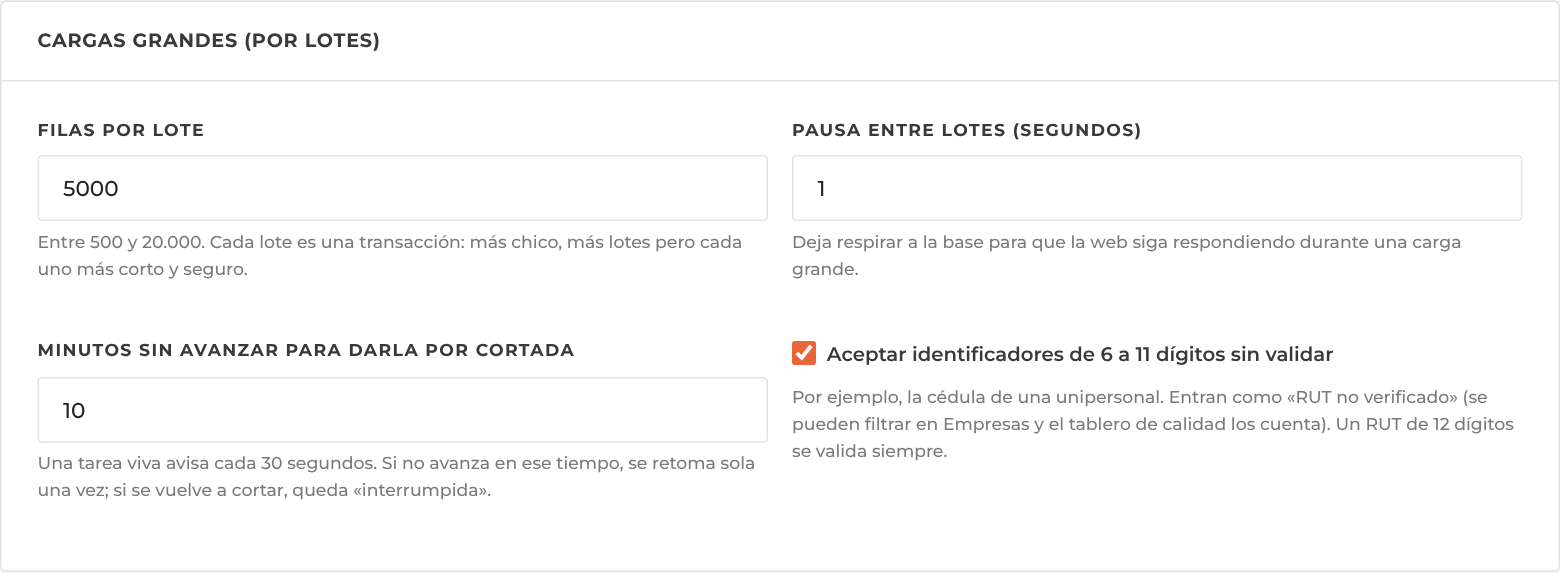 CARGAS GRANDES (POR LOTES)
FILAS POR LOTE
5000
Entre 500 y 20.000. Cada lote es una transacción: más chico, más lotes pero cada
uno más corto y seguro.
PAUSA ENTRE LOTES (SEGUNDOS)
1
Deja respirar a la base para que la web siga respondiendo durante una carga
grande.
MINUTOS SIN AVANZAR PARA DARLA POR CORTADA
10
Una tarea viva avisa cada 30 segundos. Si no avanza en ese tiempo, se retoma sola
una vez; si se vuelve a cortar, queda «interrumpida».
Aceptar identificadores de 6 a 11 dígitos sin validar
Por ejemplo, la cédula de una unipersonal. Entran como «RUT no verificado» (se
pueden filtrar en Empresas y el tablero de calidad los cuenta). Un RUT de 12 dígitos
se valida siempre.